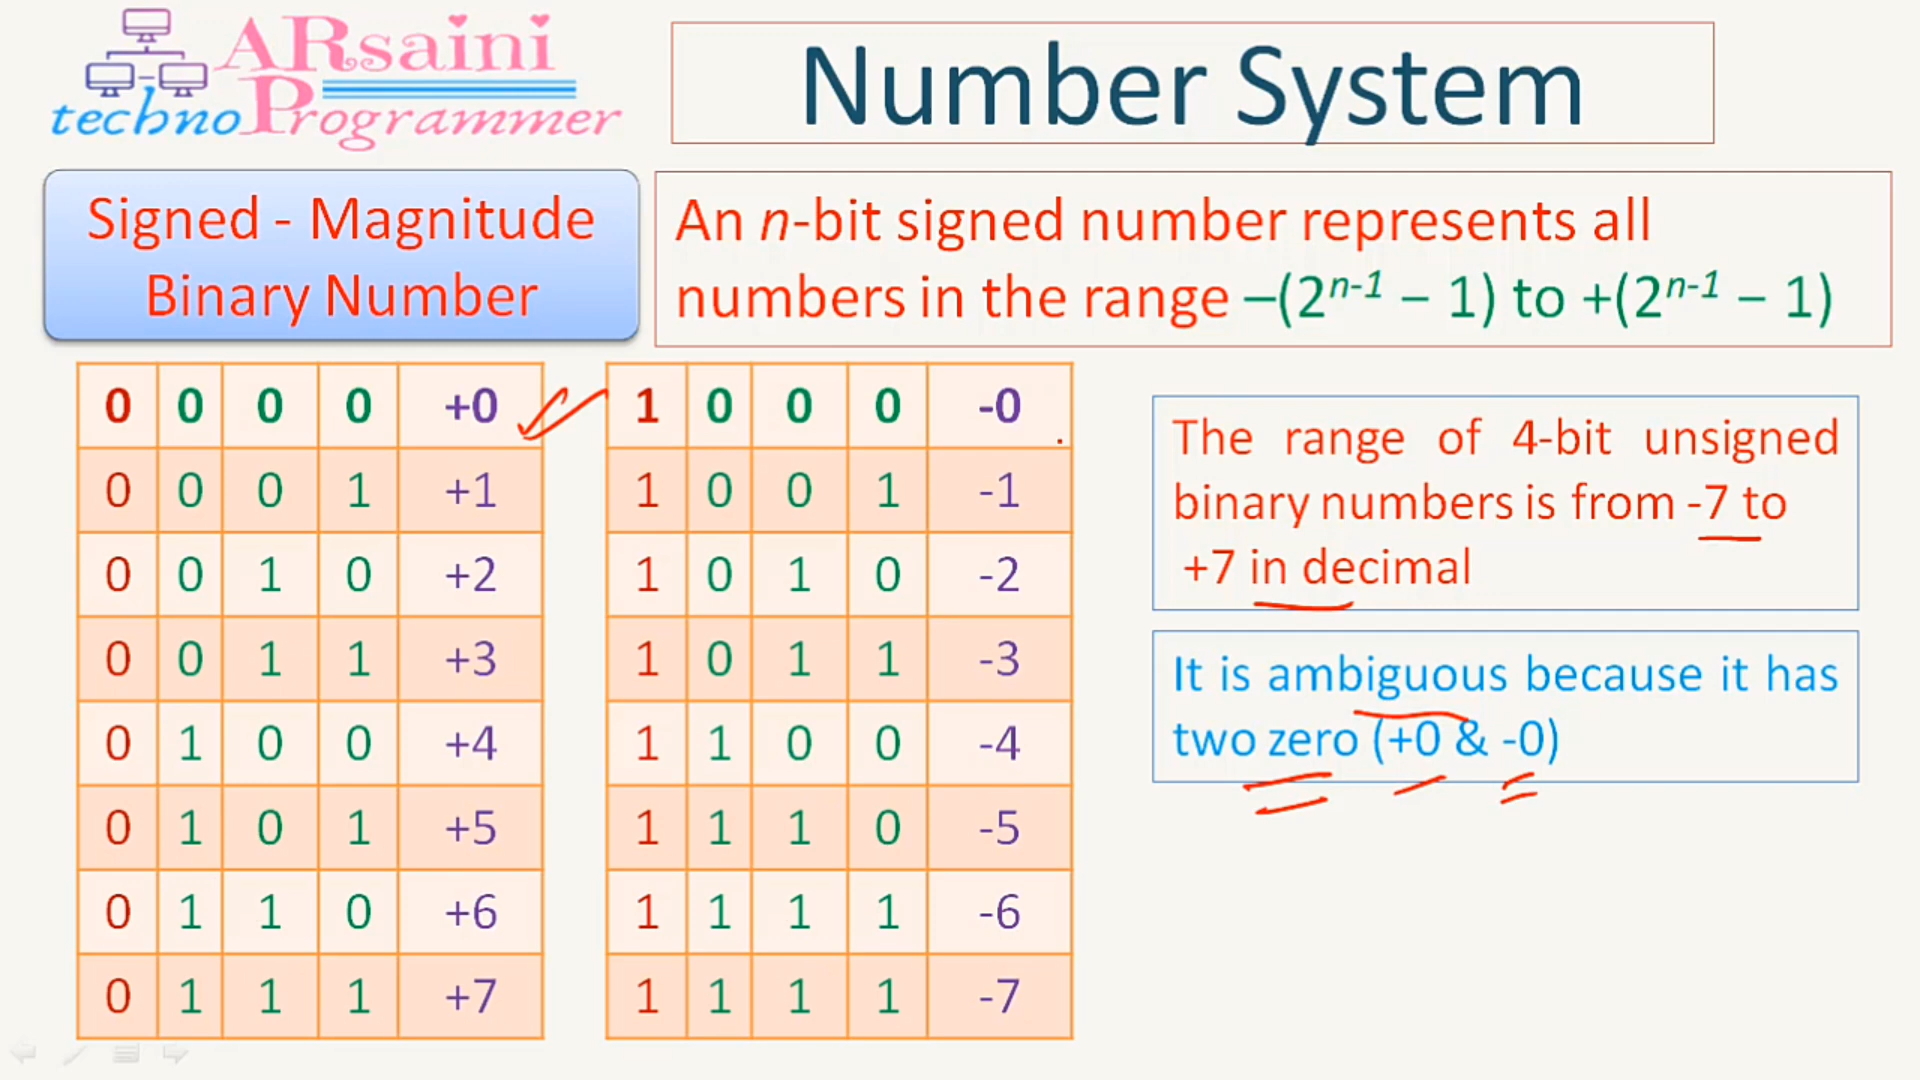 ARsaini
techno Programmer
Number System
Signed - Magnitude
Binary Number
An n-bit signed number represents all
numbers in the range –(2ⁿ⁻¹ – 1) to +(2ⁿ⁻¹ – 1)
0 0 0 0 +0
0 0 0 1 +1
0 0 1 0 +2
0 0 1 1 +3
0 1 0 0 +4
0 1 0 1 +5
0 1 1 0 +6
0 1 1 1 +7
1 0 0 0 -0
1 0 0 1 -1
1 0 1 0 -2
1 0 1 1 -3
1 1 0 0 -4
1 1 1 0 -5
1 1 1 1 -6
1 1 1 1 -7
The range of 4-bit unsigned
binary numbers is from -7 to
+7 in decimal
It is ambiguous because it has
two zero (+0 & -0)